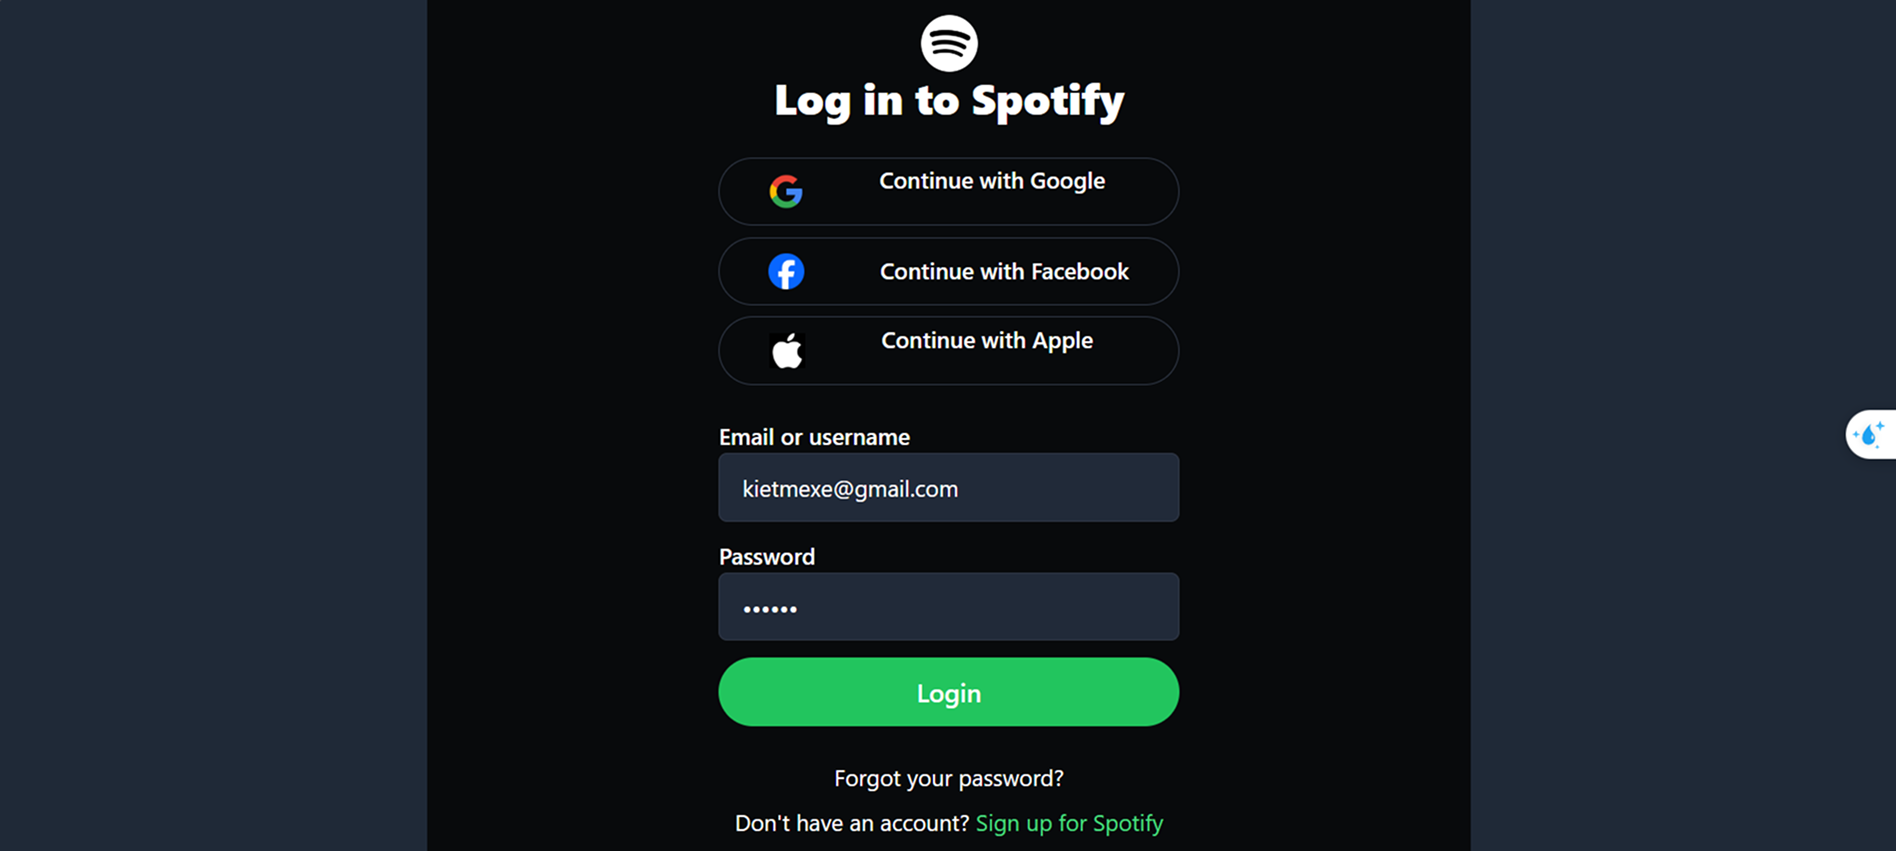 Log in to Spotify
Continue with Google
Continue with Facebook
Continue with Apple
Email or username
kietmexe@gmail.com
Password
••••••
Login
Forgot your password?
Don't have an account? Sign up for Spotify